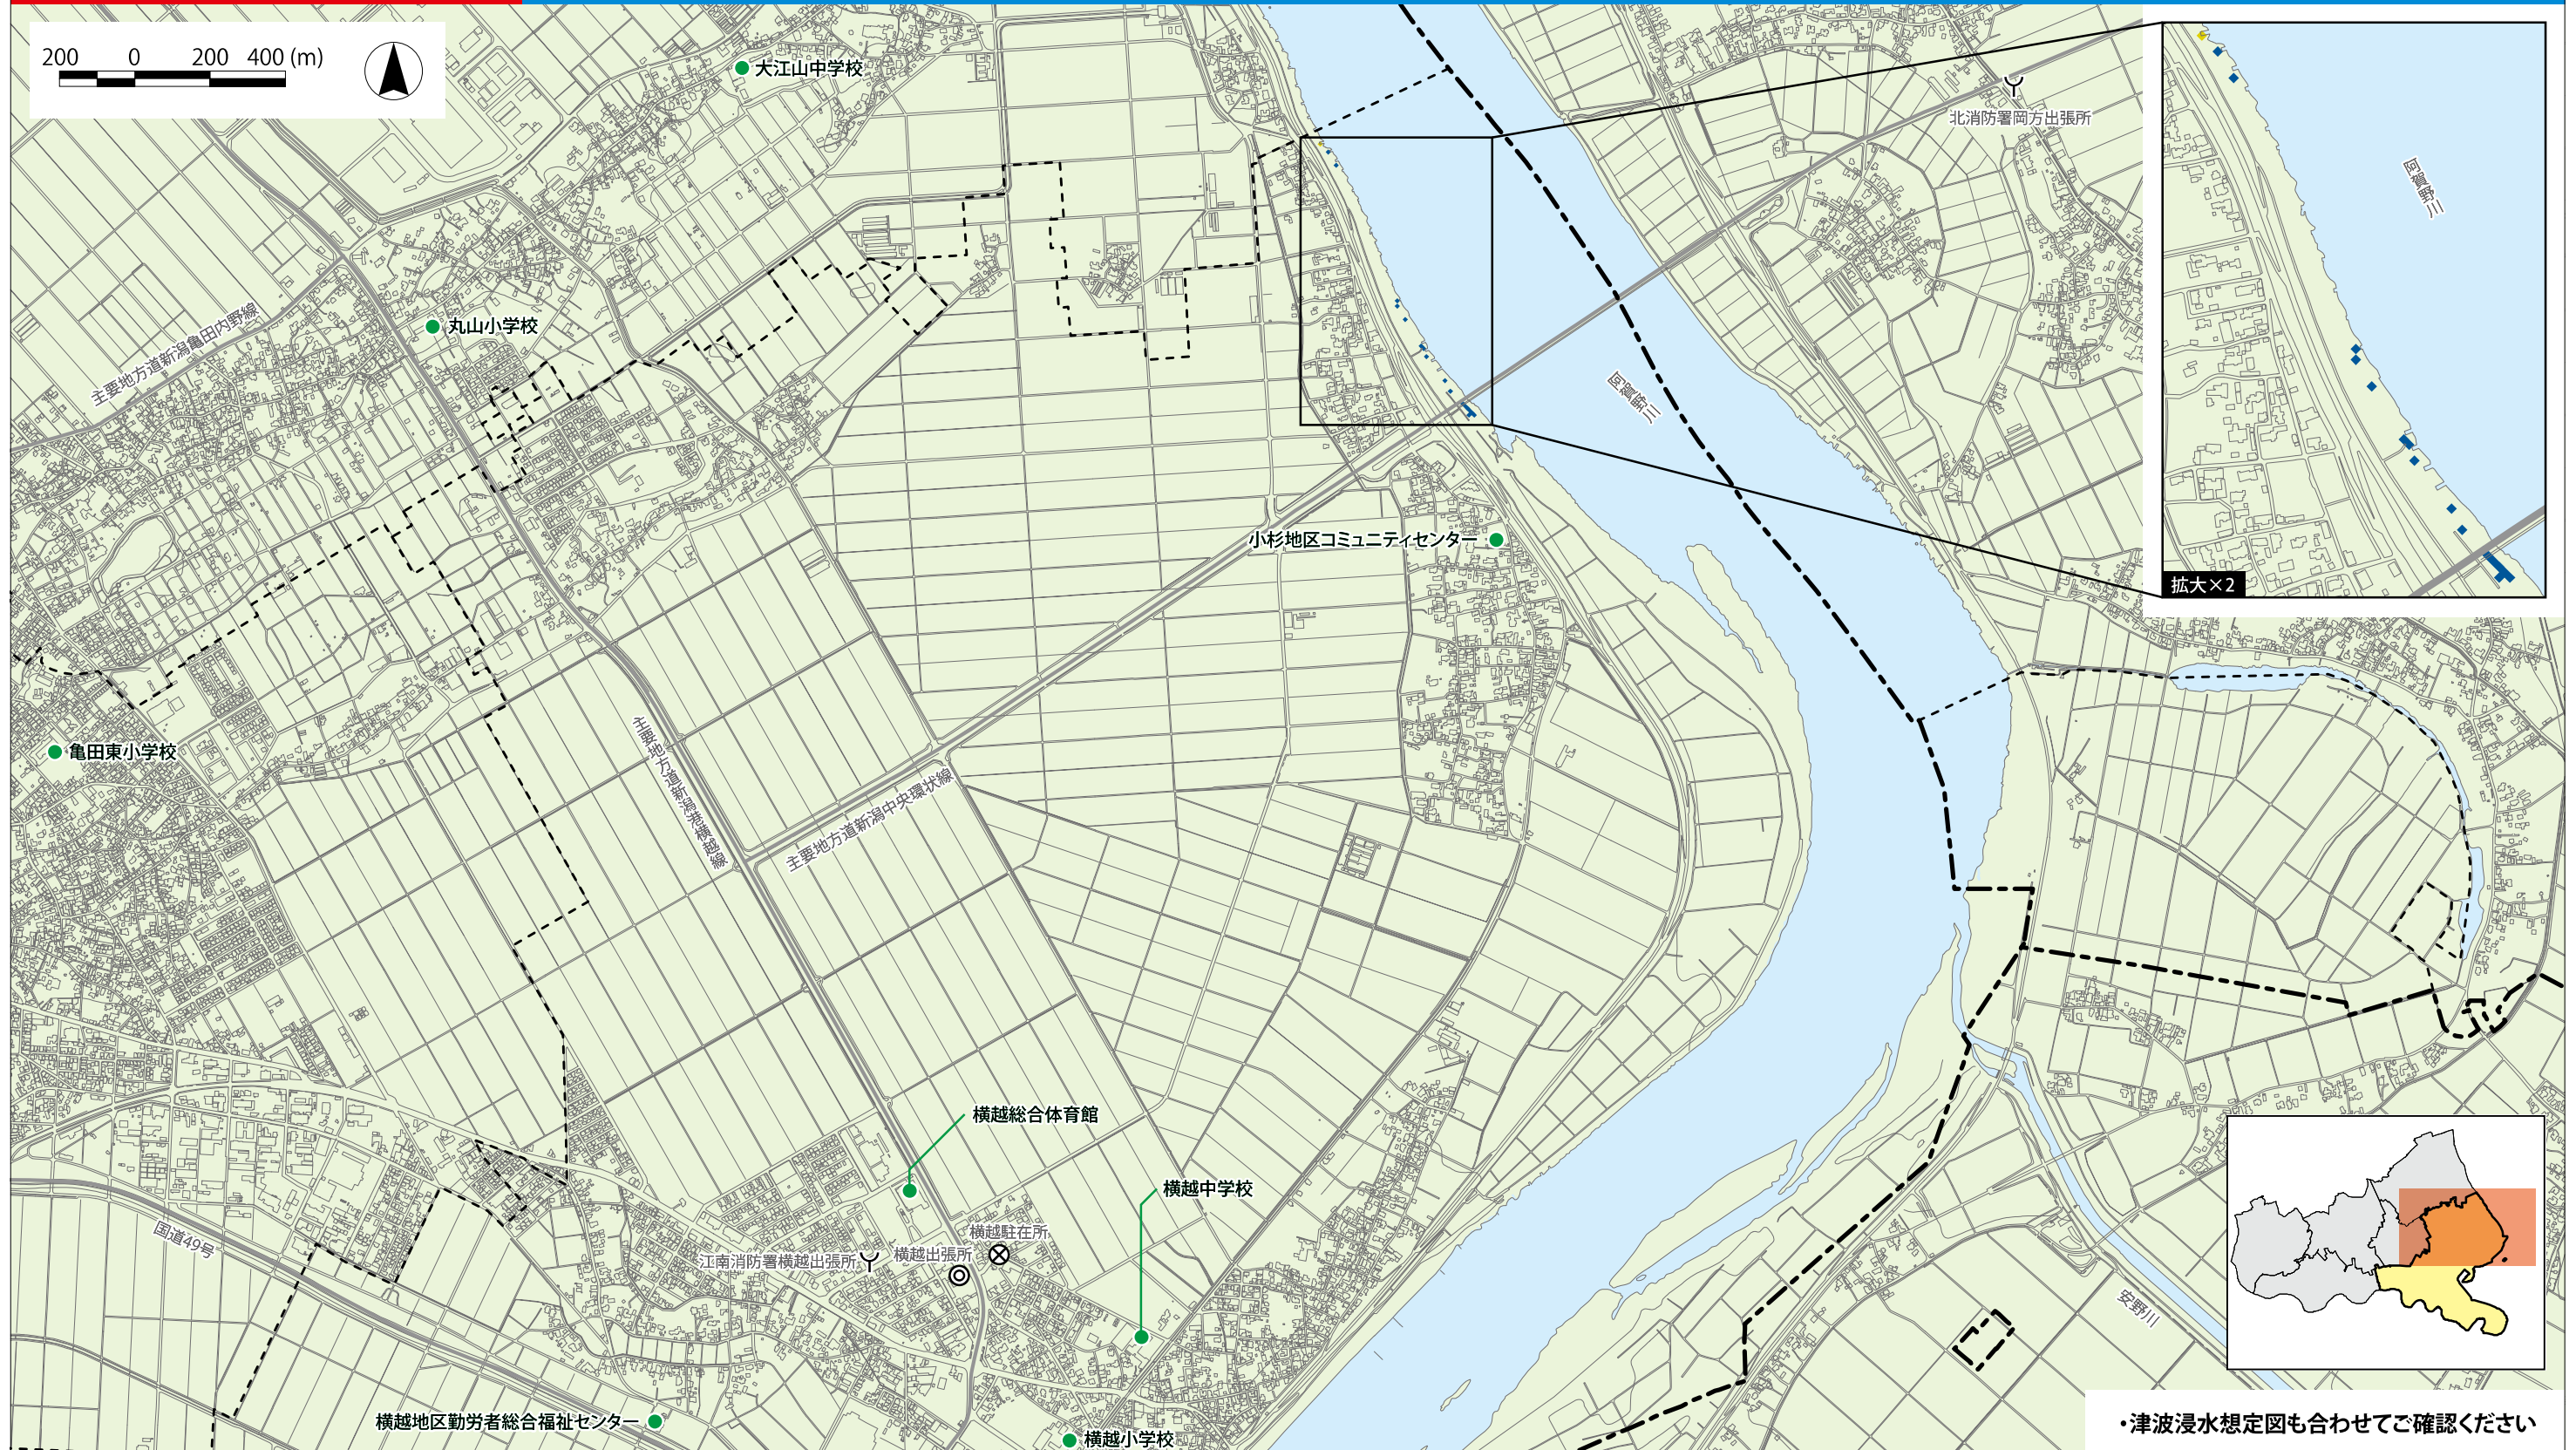 200 0 200 400 (m)
大江山中学校
北消防署岡方出張所
阿賀野川
丸山小学校
主要地方道新潟亀田内野線
阿賀野川
小杉地区コミュニティセンター
拡大×2
亀田東小学校
主要地方道新潟港横越線
主要地方道新潟中央環状線
横越総合体育館
横越中学校
国道49号
横越駐在所
江南消防署横越出張所
横越出張所
安野川
横越地区勤労者総合福祉センター
横越小学校
・津波浸水想定図も合わせてご確認ください